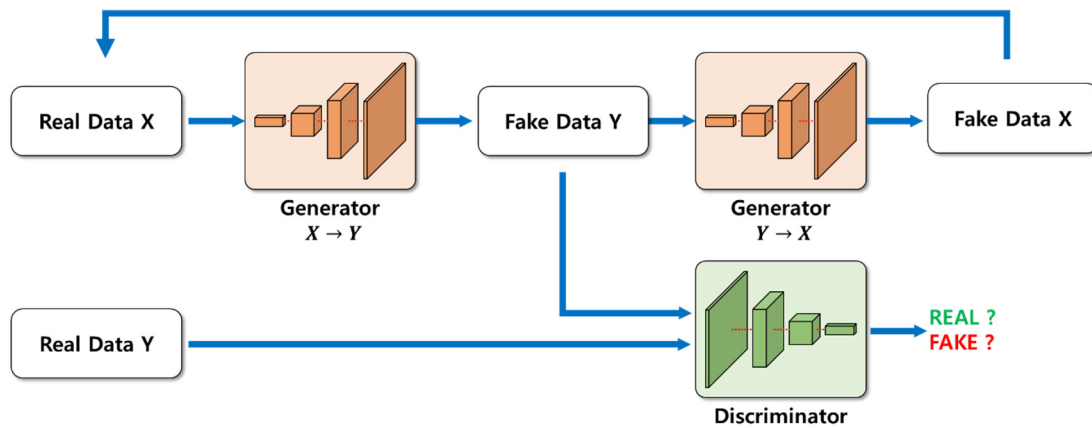 Real Data X
Fake Data Y
Fake Data X
Generator
X → Y
Generator
Y → X
Real Data Y
REAL ?
FAKE ?
Discriminator